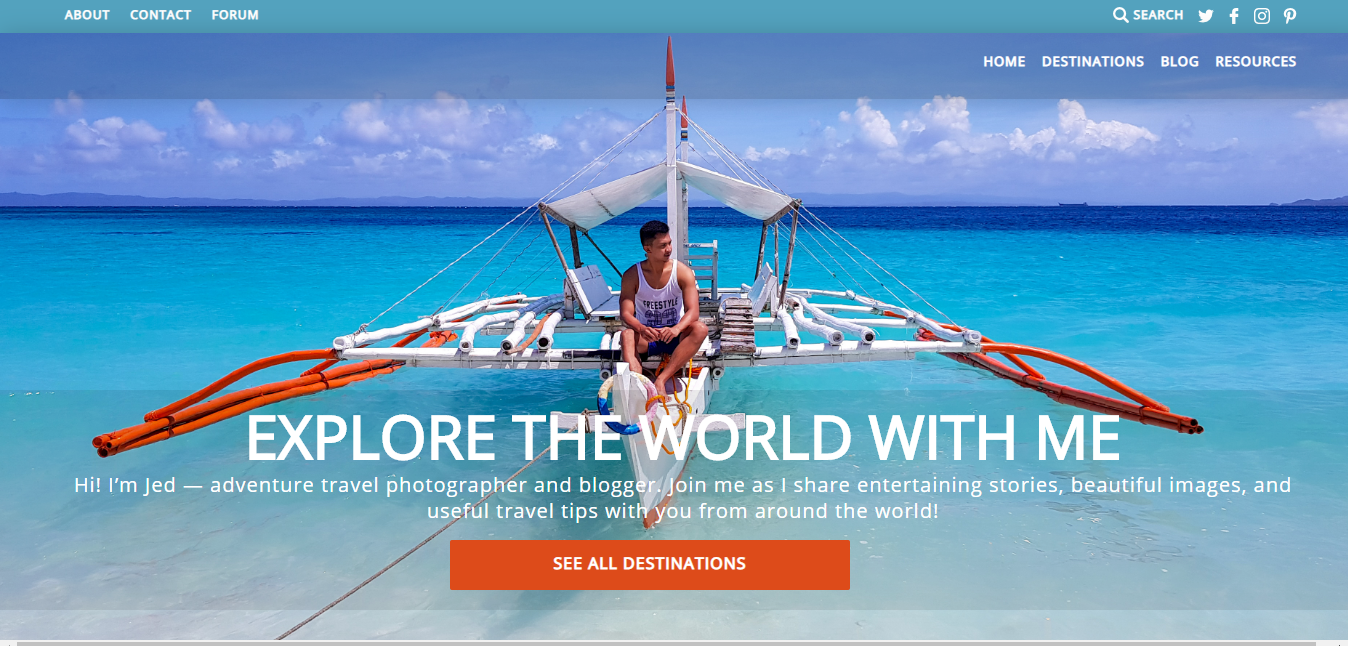 ABOUT CONTACT FORUM SEARCH
HOME DESTINATIONS BLOG RESOURCES
FREESTYLE
EXPLORE THE WORLD WITH ME
Hi! I’m Jed — adventure travel photographer and blogger. Join me as I share entertaining stories, beautiful images, and
useful travel tips with you from around the world!
SEE ALL DESTINATIONS